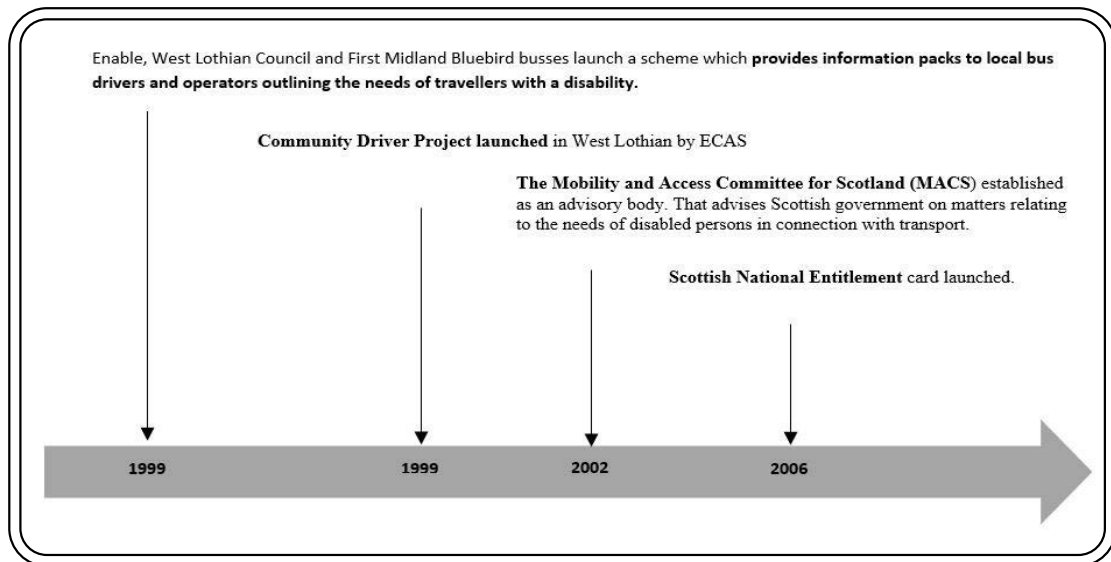 Enable, West Lothian Council and First Midland Bluebird busses launch a scheme which provides information packs to local bus
drivers and operators outlining the needs of travellers with a disability.
Community Driver Project launched in West Lothian by ECAS
The Mobility and Access Committee for Scotland (MACS) established
as an advisory body. That advises Scottish government on matters relating
to the needs of disabled persons in connection with transport.
Scottish National Entitlement card launched.
1999
1999
2002
2006